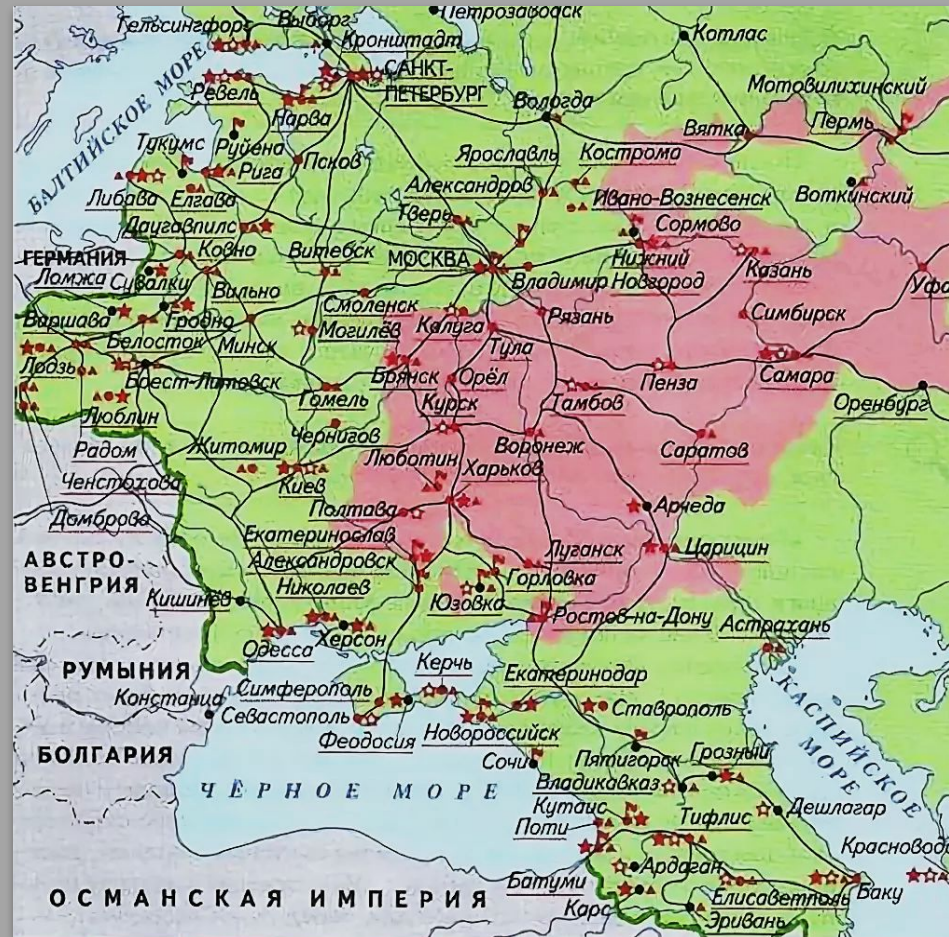 Петрозаводск
Гельсингфорс
Выборг
Кронштадт
Котлас
САНКТ-
ПЕТЕРБУРГ
Мотовилихинский
БАЛТИЙСКОЕ МОРЕ
Ревель
Нарва
Вологда
Вятка
Пермь
Тукумс
Руйена
Псков
Ярославль
Кострома
Рига
Либава
Елгава
Александров
Воткинский
Ивано-Вознесенск
Даугавпилс
Тверь
Сормово
ГЕРМАНИЯ
Ковно
Витебск
МОСКВА
Нижний
Новгород
Казань
Ломжа
Сувалки
Вильно
Владимир
Уфа
Смоленск
Варшава
Гродно
Могилёв
Калуга
Рязань
Симбирск
Белосток
Минск
Тула
Лодзь
Брест-Литовск
Брянск
Орёл
Пенза
Самара
Гомель
Курск
Тамбов
Оренбург
Люблин
Чернигов
Радом
Житомир
Воронеж
Саратов
Люботин
Харьков
Ченстохова
Киев
Полтава
Арчеда
Домброво
Екатеринослав
АВСТРО-
ВЕНГРИЯ
Александровск
Луганск
Царицин
Николаев
Горловка
Кишинёв
Юзовка
Ростов-на-Дону
Астрахань
Одесса
Херсон
РУМЫНИЯ
Керчь
Екатеринодар
Констанца
Симферополь
Севастополь
Ставрополь
КАСПИЙСКОЕ
МОРЕ
Феодосия
Новороссийск
БОЛГАРИЯ
Сочи
Пятигорск
Грозный
Владикавказ
ЧЁРНОЕ МОРЕ
Кутаис
Поти
Тифлис
Дешлагар
Красновод
Батуми
Ардаган
ОСМАНСКАЯ ИМПЕРИЯ
Карс
Елисаветполь
Баку
Эривань